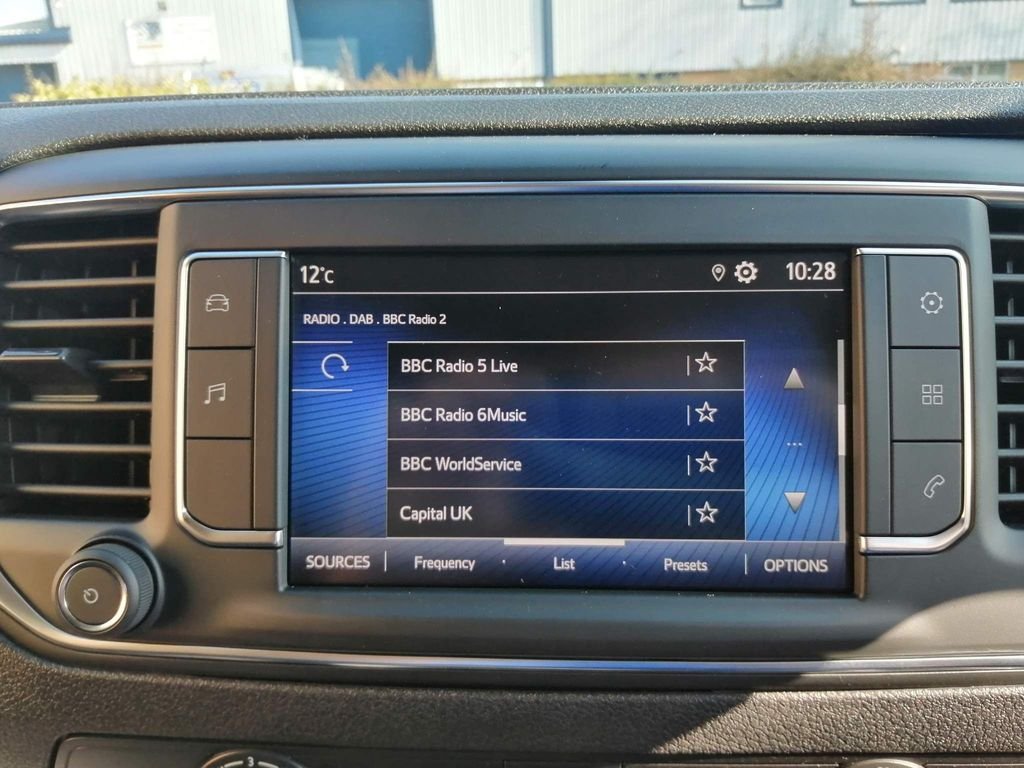 12°C
10:28
RADIO . DAB . BBC Radio 2
BBC Radio 5 Live
BBC Radio 6Music
BBC WorldService
Capital UK
SOURCES Frequency List Presets OPTIONS
3